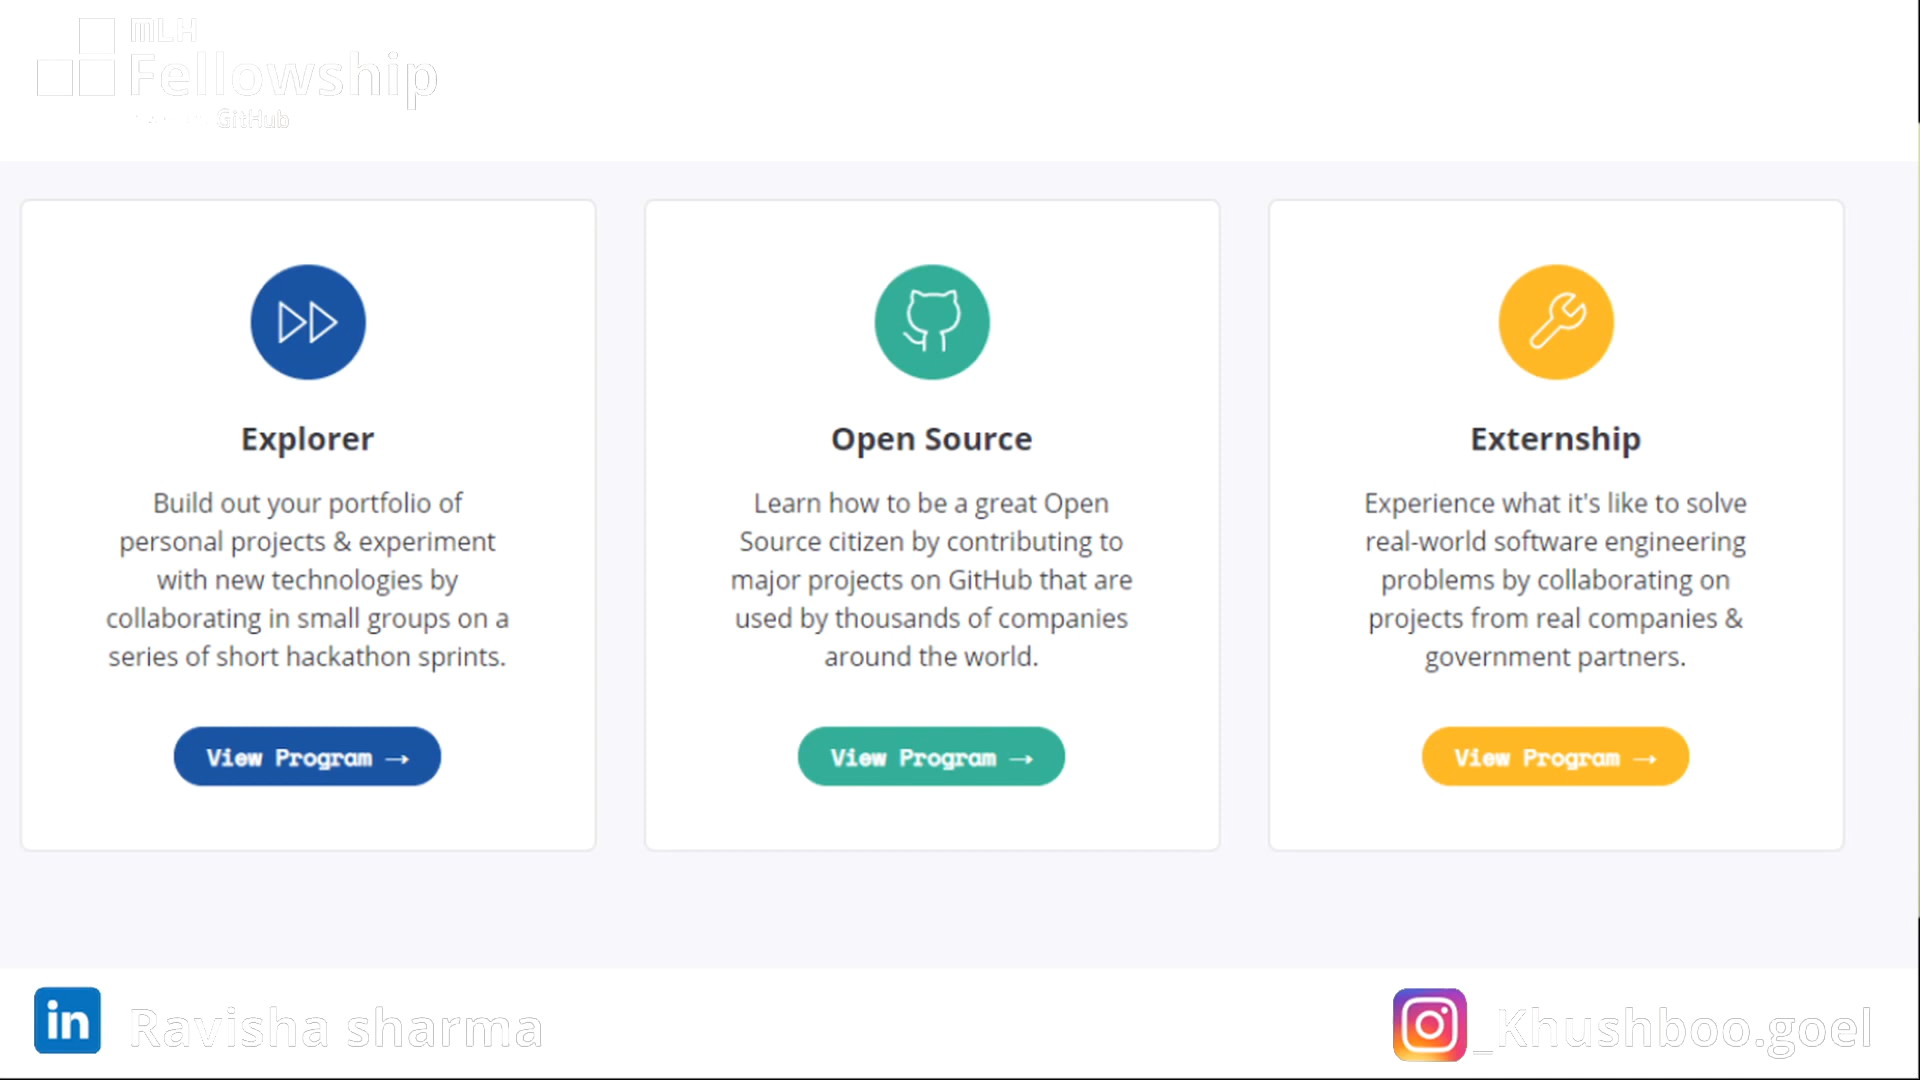 MLH
Fellowship
GitHub
Explorer
Build out your portfolio of
personal projects & experiment
with new technologies by
collaborating in small groups on a
series of short hackathon sprints.
View Program →
Open Source
Learn how to be a great Open
Source citizen by contributing to
major projects on GitHub that are
used by thousands of companies
around the world.
View Program →
Externship
Experience what it's like to solve
real-world software engineering
problems by collaborating on
projects from real companies &
government partners.
View Program →
in Ravisha sharma
_Khushboo.goel